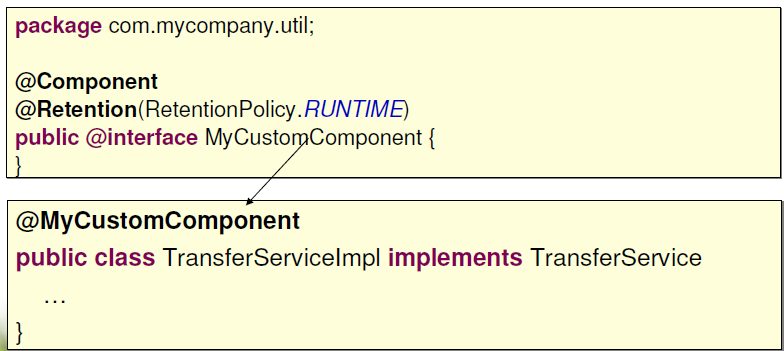 package com.mycompany.util;
@Component
@Retention(RetentionPolicy.RUNTIME)
public @interface MyCustomComponent {
}
@MyCustomComponent
public class TransferServiceImpl implements TransferService
...
}